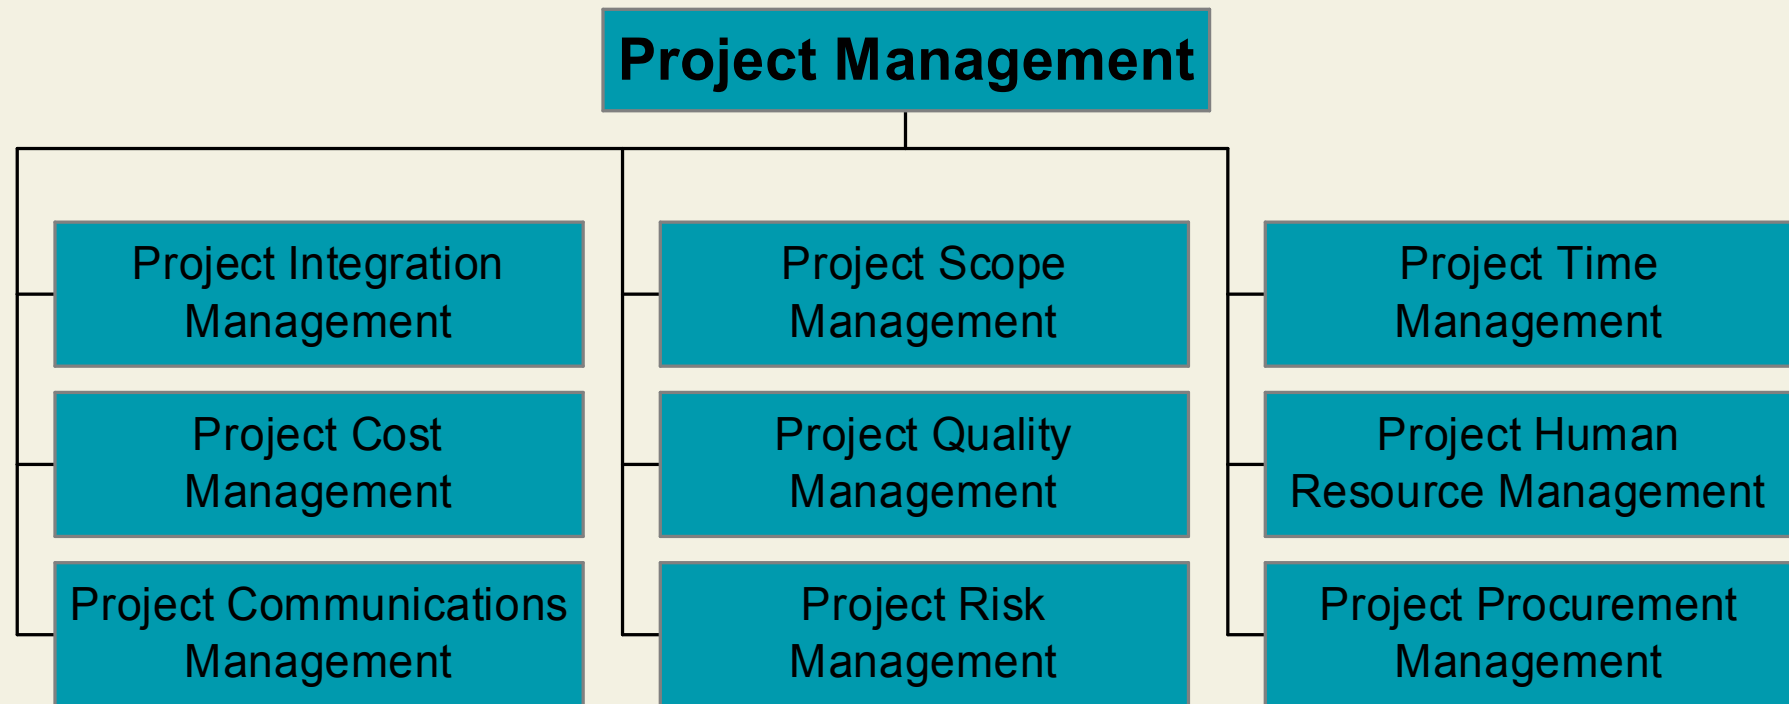 Project Management
Project Integration
Management
Project Scope
Management
Project Time
Management
Project Cost
Management
Project Quality
Management
Project Human
Resource Management
Project Communications
Management
Project Risk
Management
Project Procurement
Management